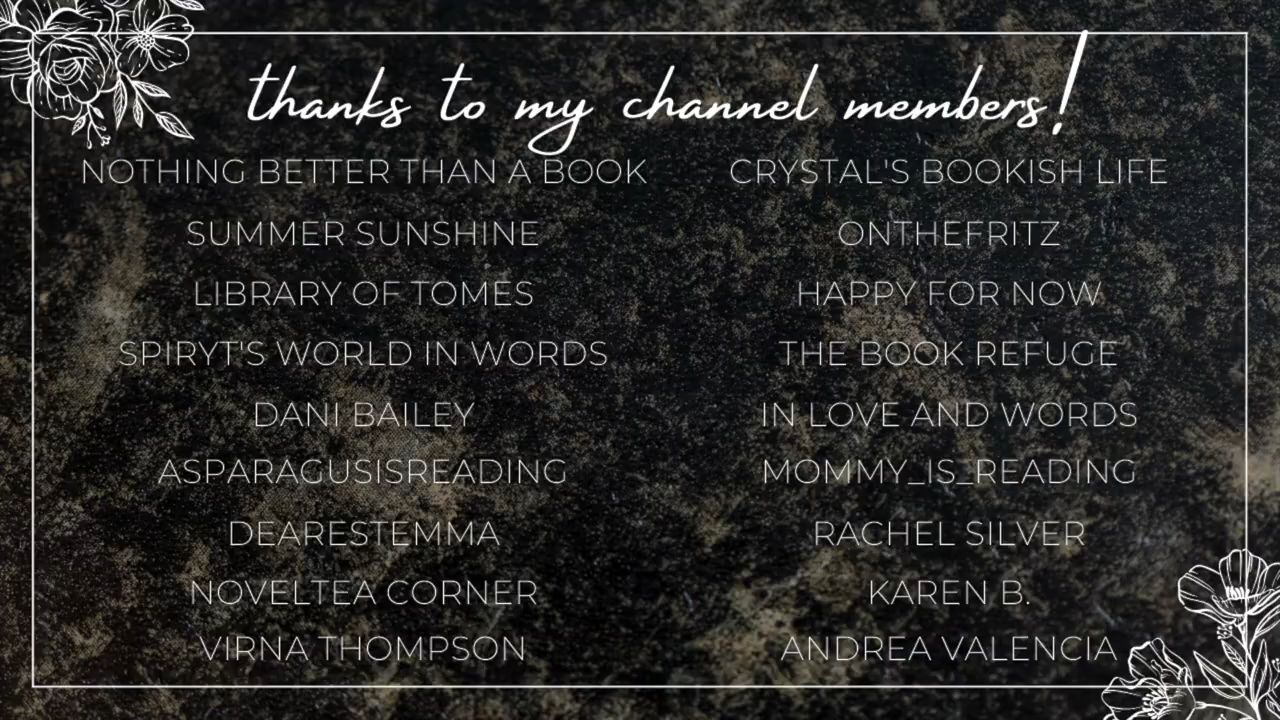 thanks to my channel members!
NOTHING BETTER THAN A BOOK
SUMMER SUNSHINE
LIBRARY OF TOMES
SPIRYT'S WORLD IN WORDS
DANI BAILEY
ASPARAGUSISREADING
DEARESTEMMA
NOVELTEA CORNER
VIRNA THOMPSON
CRYSTAL'S BOOKISH LIFE
ONTHEFRITZ
HAPPY FOR NOW
THE BOOK REFUGE
IN LOVE AND WORDS
MOMMY_IS_READING
RACHEL SILVER
KAREN B.
ANDREA VALENCIA